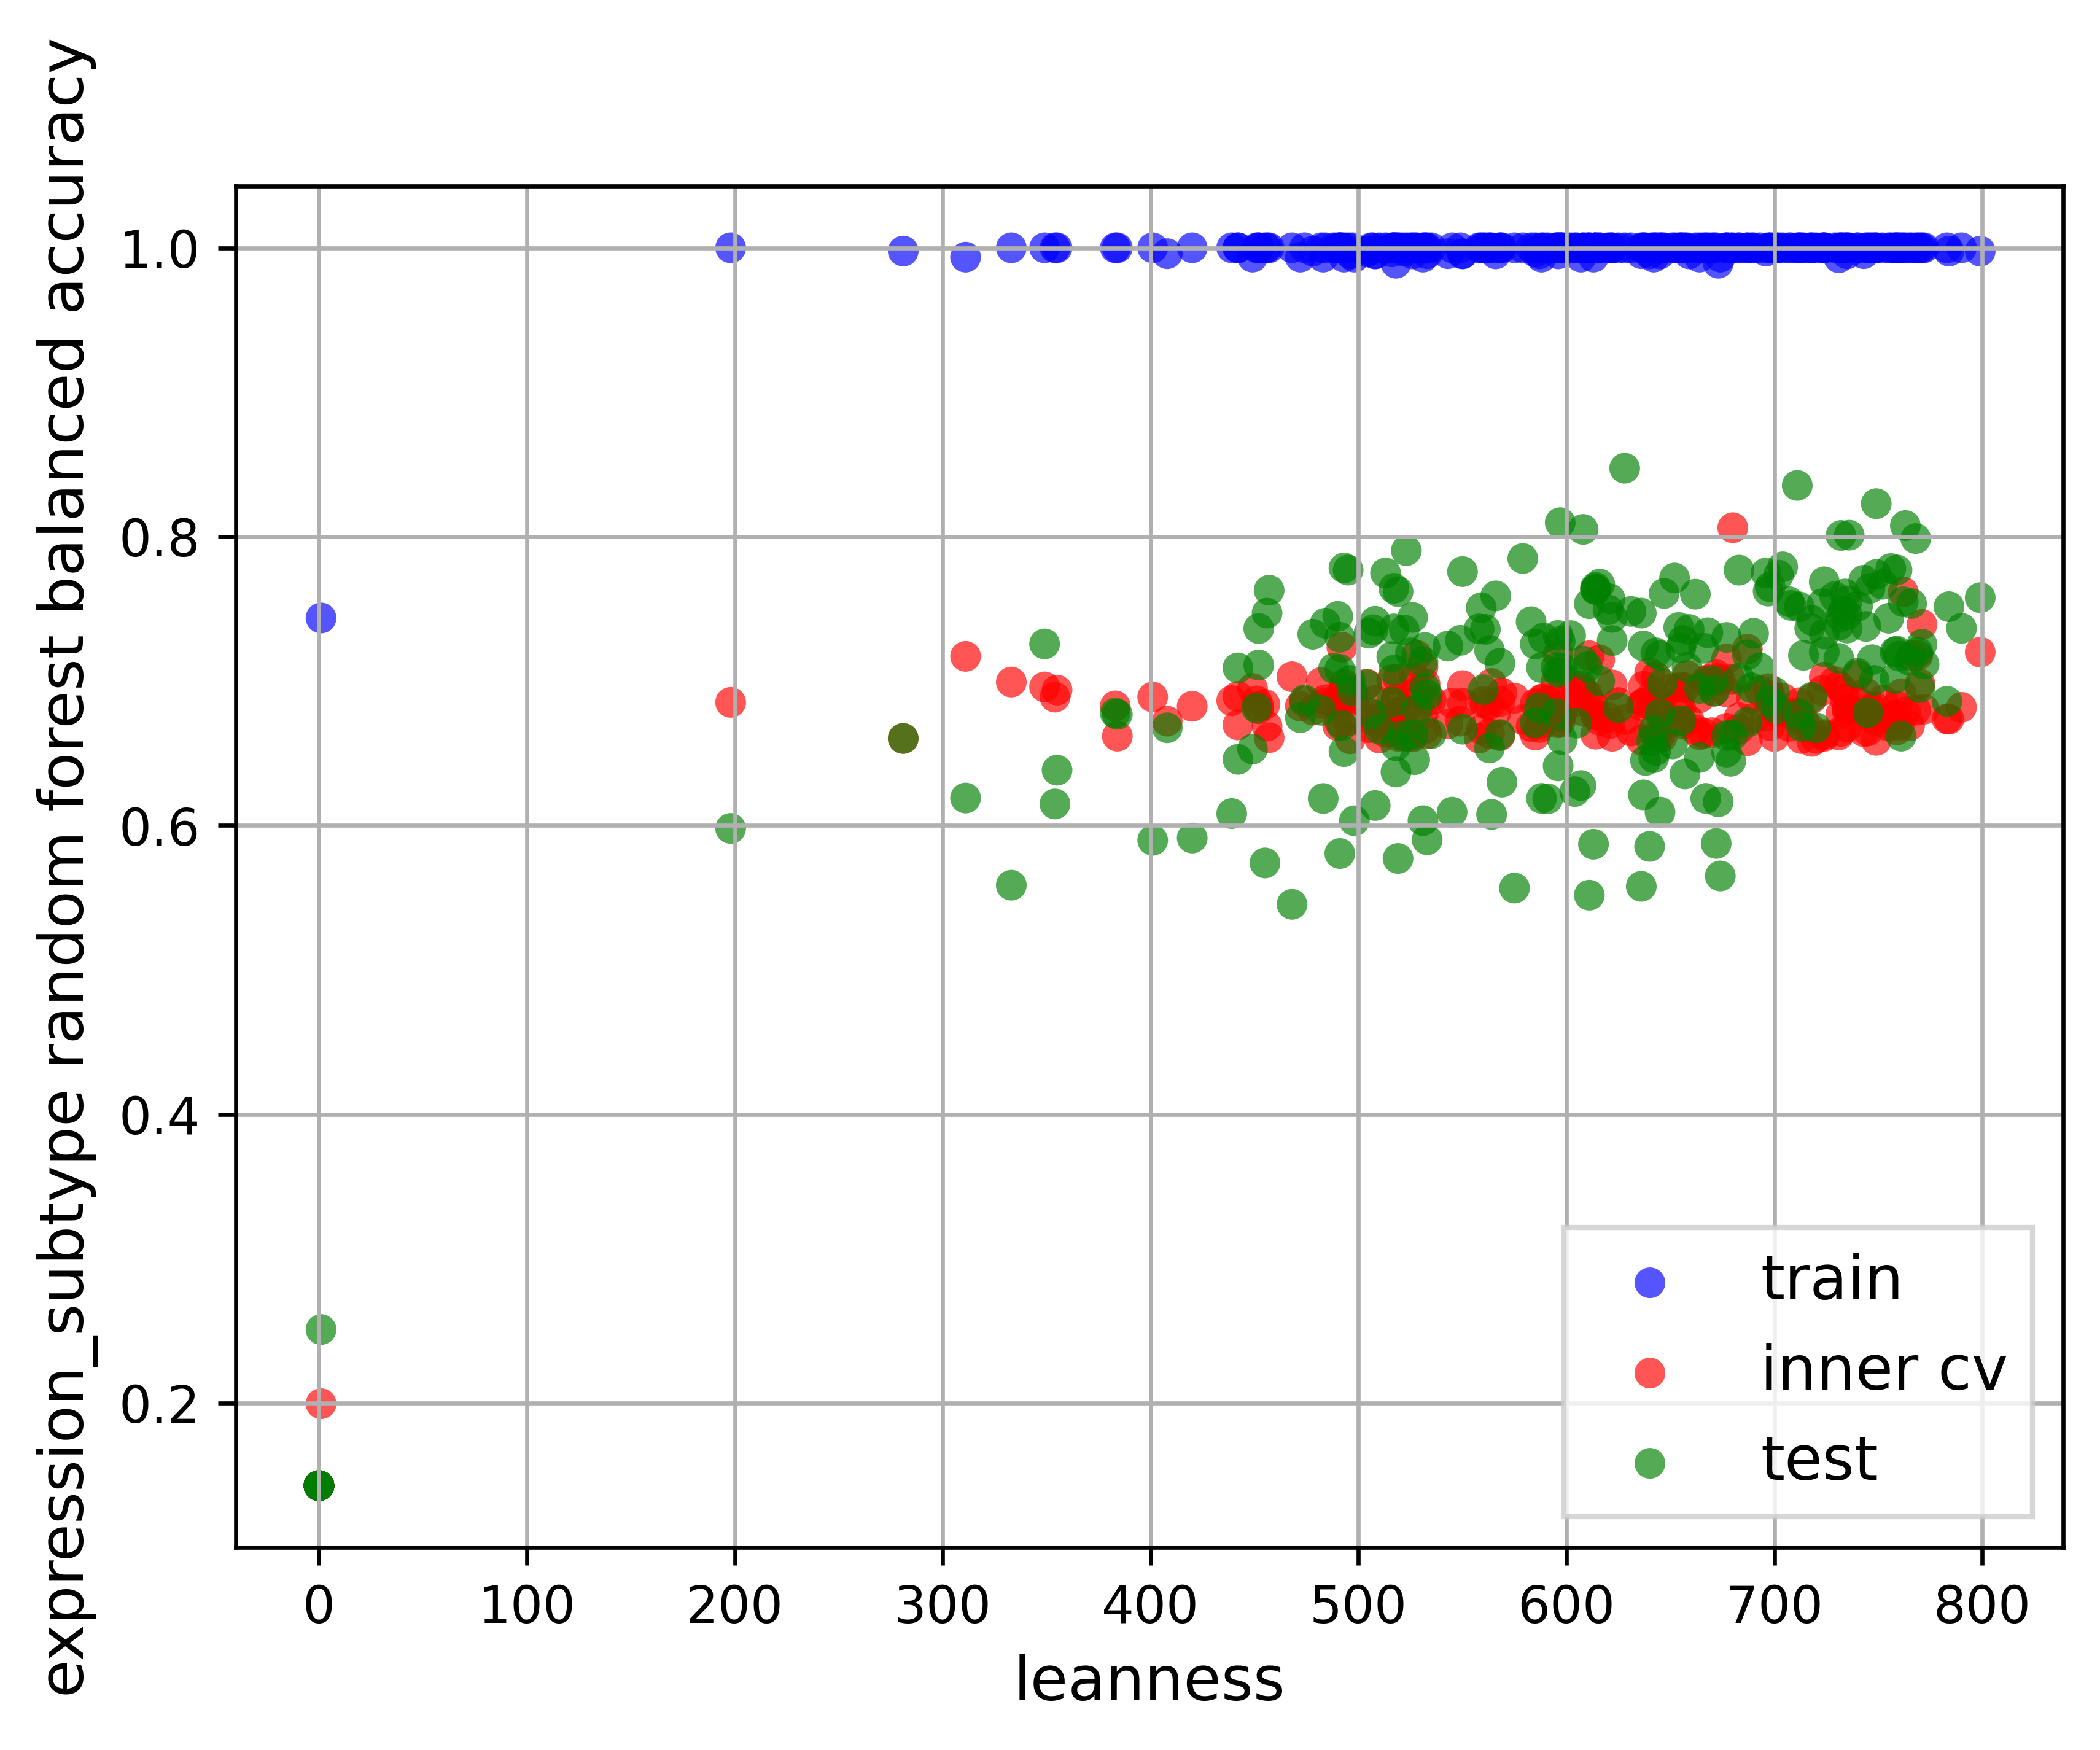 expression_subtype random forest balanced accuracy
1.0
0.8
0.6
0.4
0.2
train
inner cv
test
0 100 200 300 400 500 600 700 800
leanness